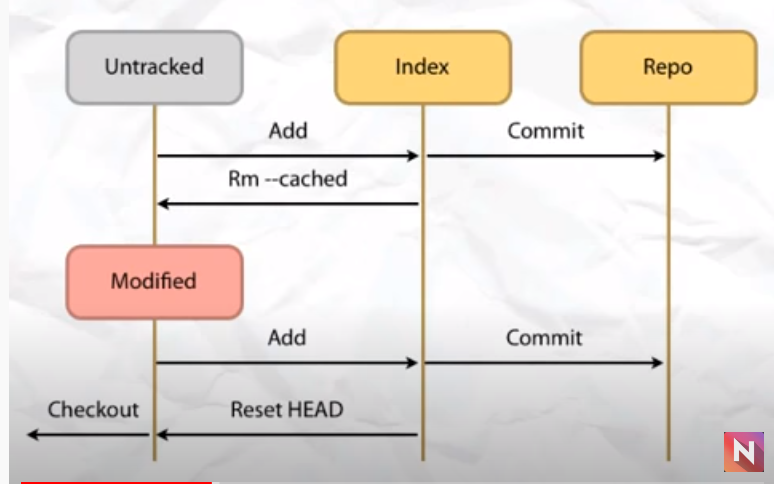 Untracked
Index
Repo
Add
Commit
Rm --cached
Modified
Add
Commit
Checkout
Reset HEAD
N